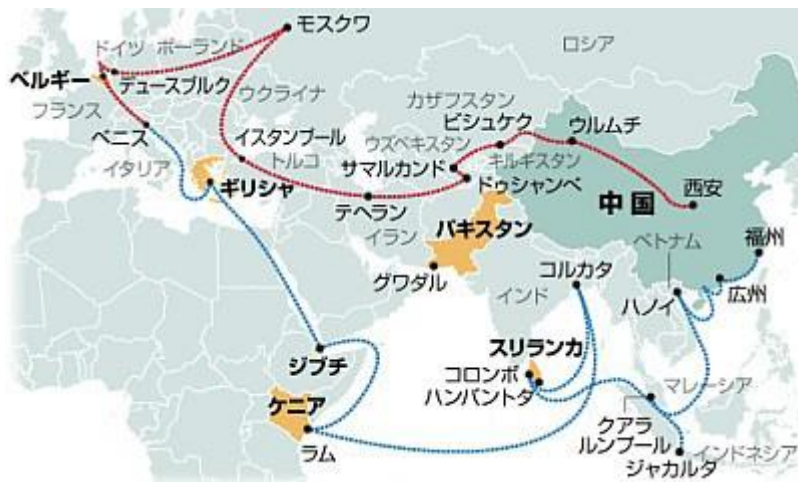 モスクワ
ロシア
ドイツ ポーランド
ベルギー
デュースブルク
ウクライナ
カザフスタン
フランス
ビシュケク
ウルムチ
ベニス
イスタンブール
ウズベキスタン
トルコ
サマルカンド
キルギスタン
イタリア
ドゥシャンベ
ギリシャ
テヘラン
中国
西安
イラン
パキスタン
ベトナム
福州
グワダル
コルカタ
インド
ハノイ
広州
ジブチ
スリランカ
コロンボ
ハンバントタ
マレーシア
ケニア
クアラ
ルンプール
ラム
インドネシア
ジャカルタ